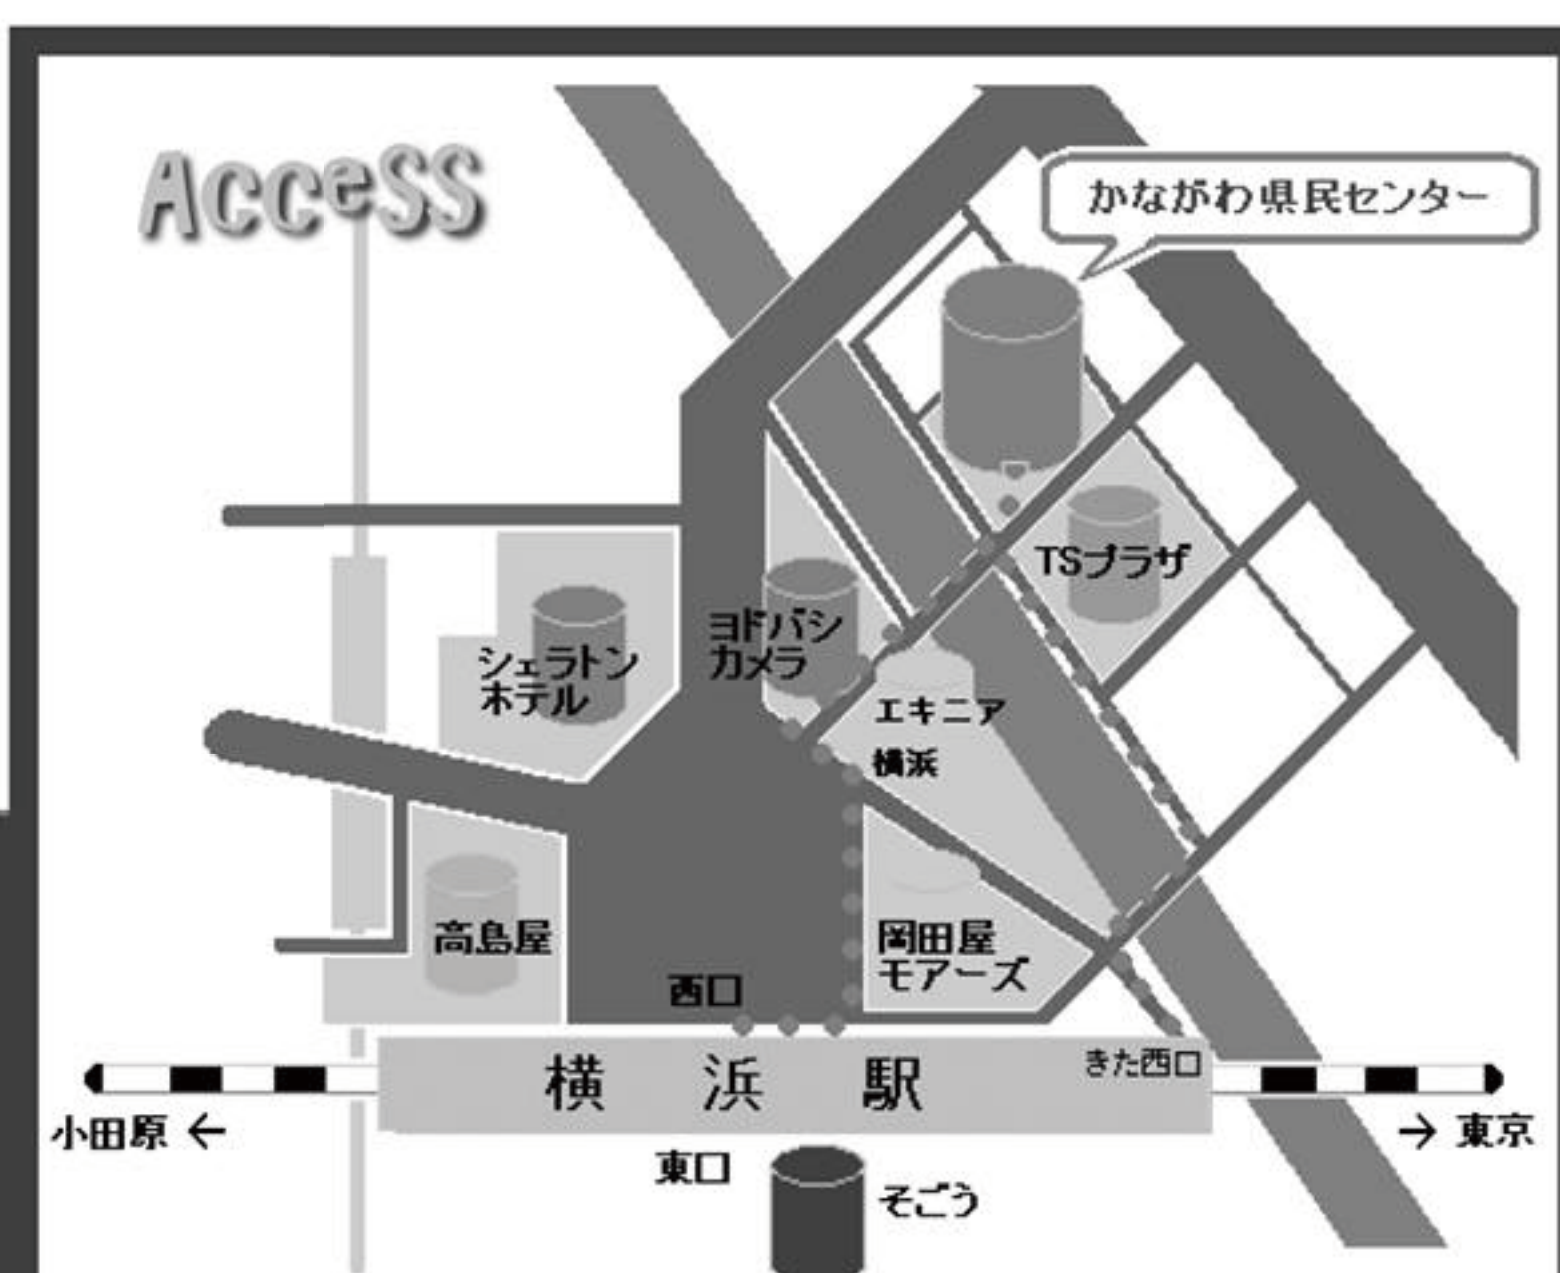 Access
かながわ県民センター
TSプラザ
ヨドバシ
カメラ
シェラトン
ホテル
エキニア
横浜
高島屋
岡田屋
モアーズ
西口
横浜駅
きた西口
小田原 ←
→ 東京
東口
そごう